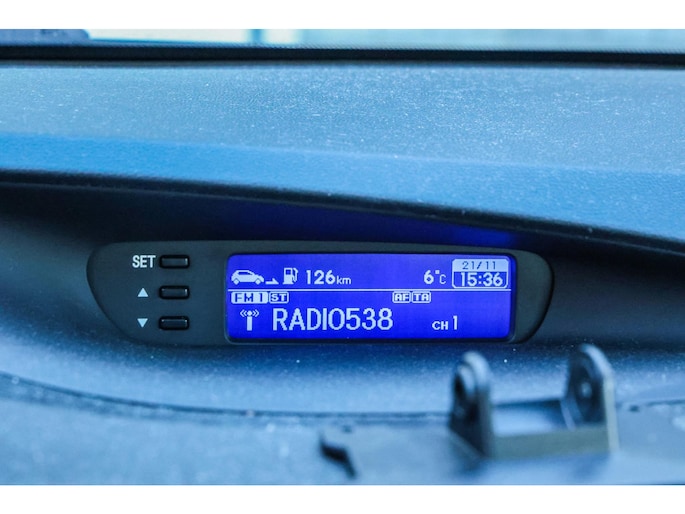 SET
126km 6°C 21/11
15:36
FM1 ST AF TA
RADIO538 CH1